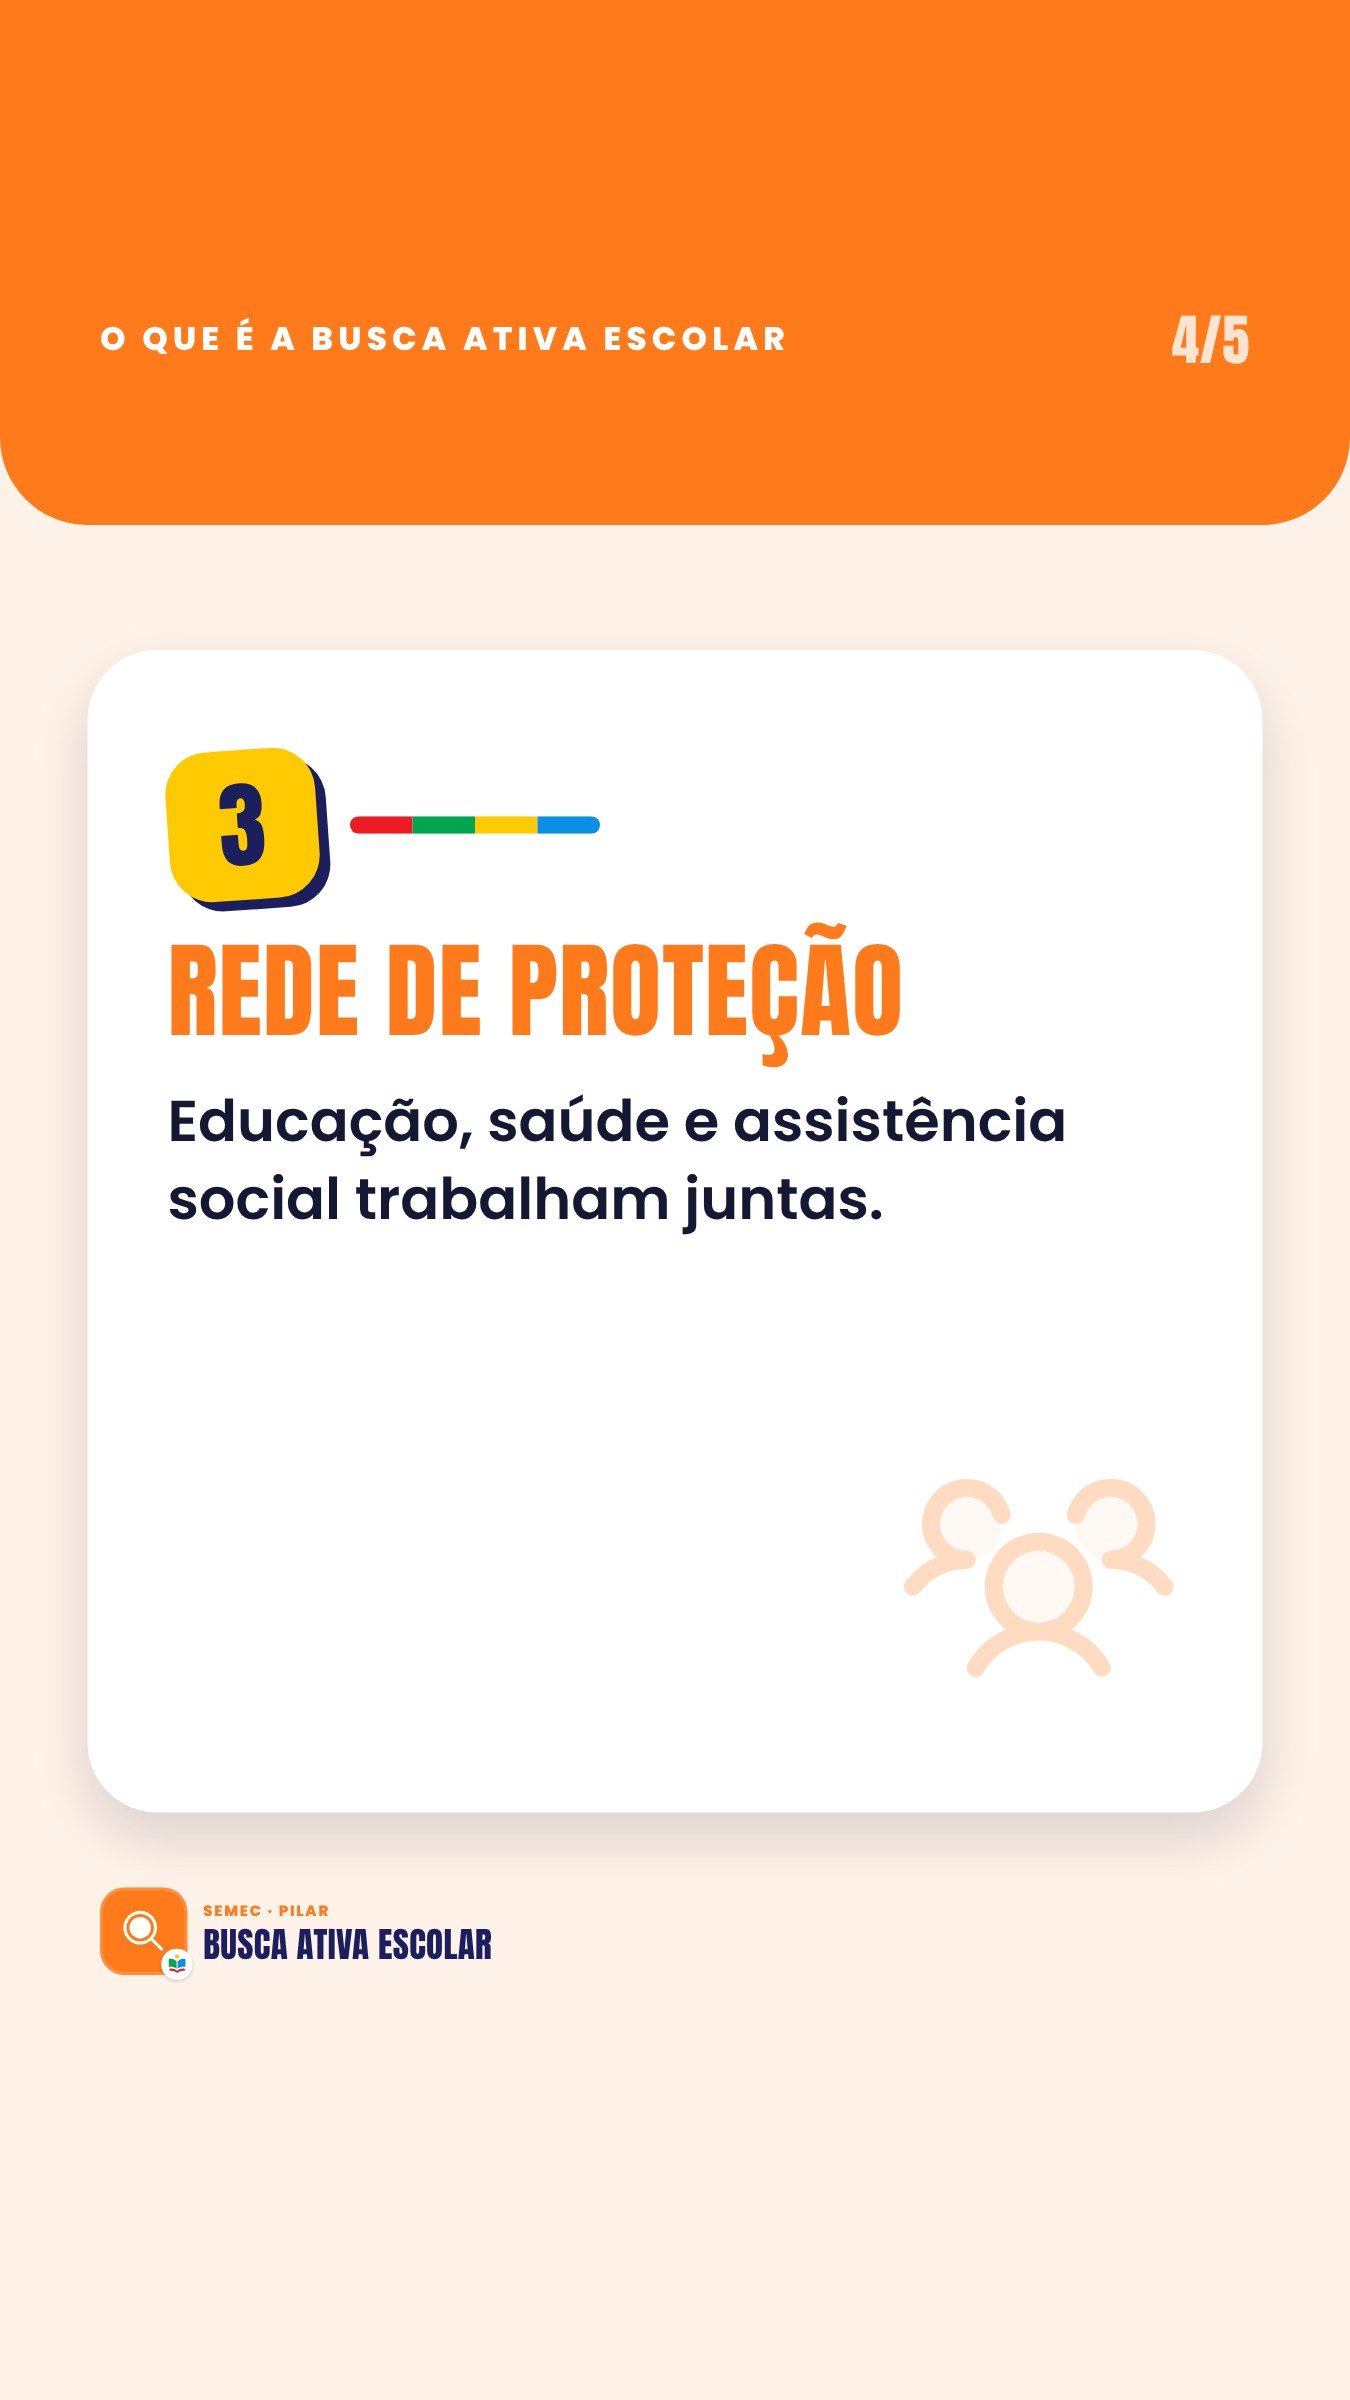 O QUE É A BUSCA ATIVA ESCOLAR
4/5
3
REDE DE PROTEÇÃO
Educação, saúde e assistência
social trabalham juntas.
SEMEC · PILAR
BUSCA ATIVA ESCOLAR